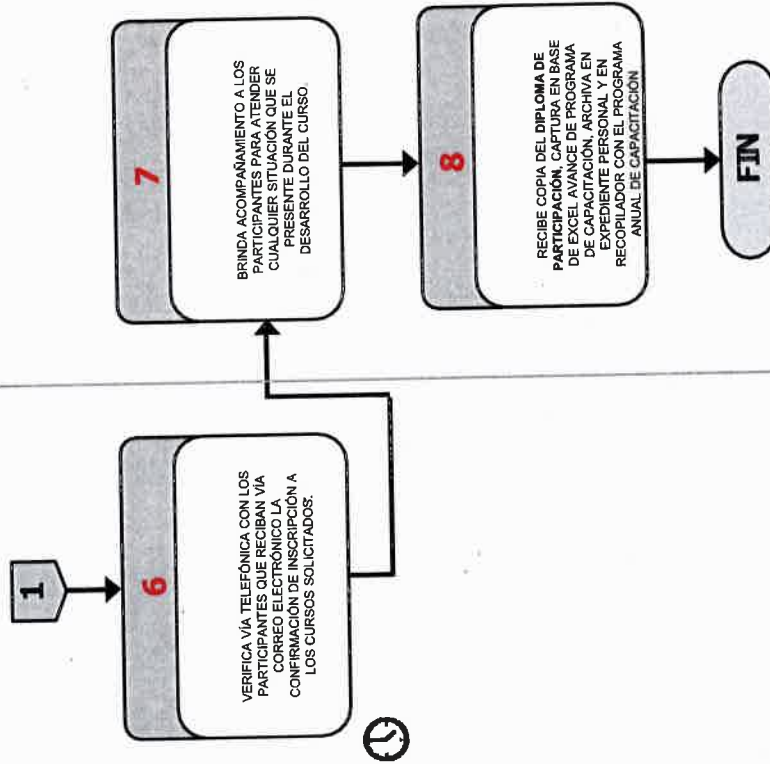 1
6
VERIFICA VÍA TELEFÓNICA CON LOS
PARTICIPANTES QUE RECIBAN VÍA
CORREO ELECTRÓNICO LA
CONFIRMACIÓN DE INSCRIPCIÓN A
LOS CURSOS SOLICITADOS.
7
BRINDA ACOMPAÑAMIENTO A LOS
PARTICIPANTES PARA ATENDER
CUALQUIER SITUACIÓN QUE SE
PRESENTE DURANTE EL
DESARROLLO DEL CURSO.
8
RECIBE COPIA DEL DIPLOMA DE
PARTICIPACIÓN, CAPTURA EN BASE
DE EXCEL AVANCE DE PROGRAMA
DE CAPACITACIÓN, ARCHIVA EN
EXPEDIENTE PERSONAL Y EN
RECOPILADOR CON EL PROGRAMA
ANUAL DE CAPACITACIÓN
FIN